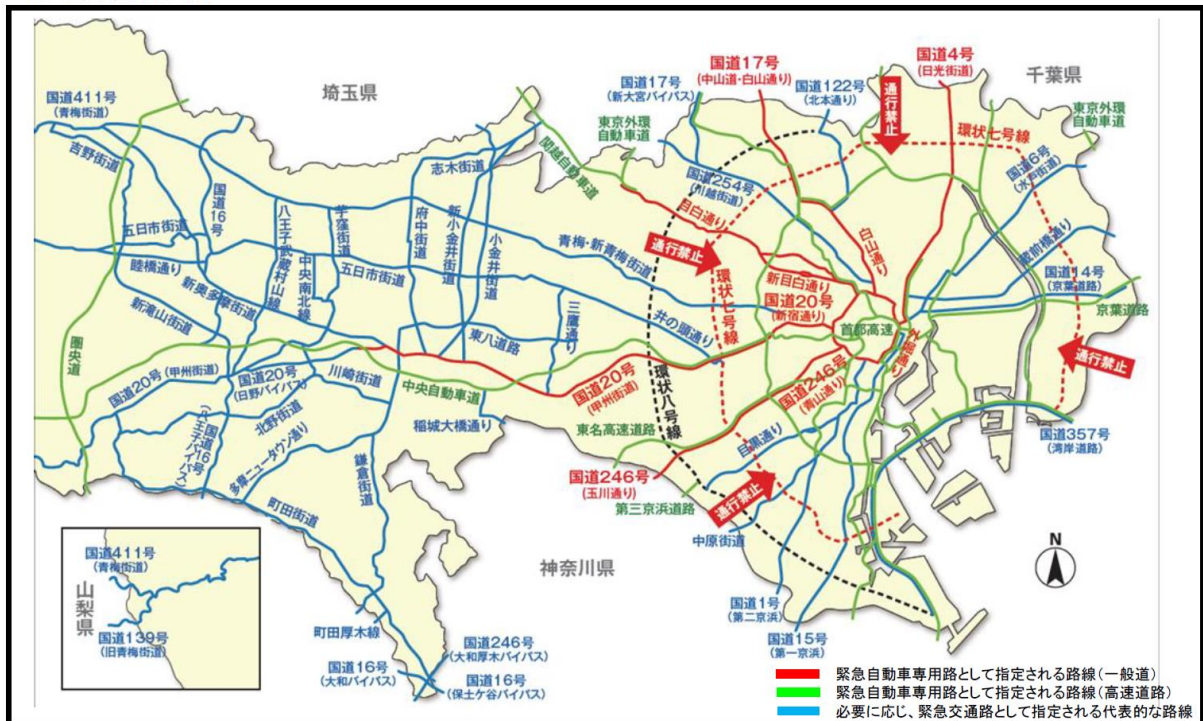 国道17号
(中山道・白山通り)
国道4号
(日光街道)
国道17号
(新大宮バイパス)
国道122号
(北本通り)
千葉県
埼玉県
国道411号
(青梅街道)
通行禁止
東京外環
自動車道
東京外環
自動車道
環状七号線
関越自動車道
吉野街道
志木街道
国道6号
(水戸街道)
国道254号
(川越街道)
国道16号
目白通り
八王子武蔵村山線
芋窪街道
府中街道
新小金井街道
小金井街道
五日市街道
青梅・新青梅街道
通行禁止
白山通り
蔵前橋通り
睦橋通り
中央南北線
五日市街道
環状七号線
新目白通り
国道14号
(京葉道路)
新奥多摩街道
国道20号
(新宿通り)
京葉道路
新滝山街道
三鷹通り
井の頭通り
首都高速
外堀通り
東八道路
圏央道
通行禁止
国道20号(甲州街道)
国道20号
(日野バイパス)
川崎街道
中央自動車道
国道20号
(甲州街道)
環状八号線
国道246号
(青山通り)
北野街道
稲城大橋通り
東名高速道路
目黒通り
国道357号
(湾岸道路)
国道16号
(八王子バイパス)
多摩ニュータウン通り
鎌倉街道
国道246号
(玉川通り)
第三京浜道路
通行禁止
町田街道
中原街道
N
国道411号
(青梅街道)
山梨県
神奈川県
国道139号
(旧青梅街道)
国道1号
(第二京浜)
町田厚木線
国道15号
(第一京浜)
国道246号
(大和厚木バイパス)
国道16号
(大和バイパス)
国道16号
(保土ケ谷バイパス)
緊急自動車専用路として指定される路線(一般道)
緊急自動車専用路として指定される路線(高速道路)
必要に応じ、緊急交通路として指定される代表的な路線